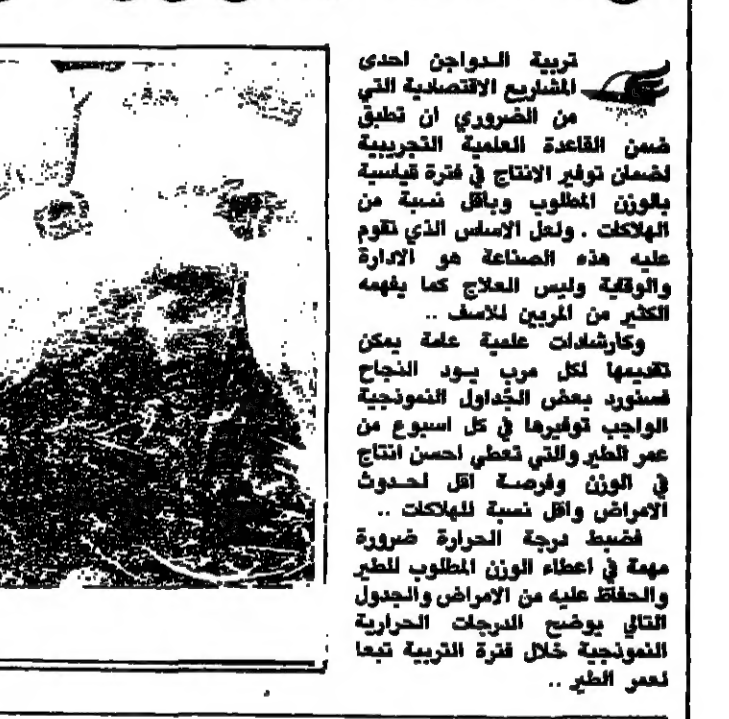 تربية الدواجن احدى
المشاريع الاقتصادية التي
من الضروري ان تطبق
ضمن القاعدة العلمية التجريبية
لضمان توفير الانتاج في فترة قياسية
بالوزن المطلوب وباقل نسبة من
الهلاكات . ولعل الاساس الذي تقوم
عليه هذه الصناعة هو الادارة
والوقاية وليس العلاج كما يفهمه
الكثير من المربين للاسف ..
وكارشادات علمية عامة يمكن
تقديمها لكل مرب يود النجاح
فسنورد بعض الجداول النموذجية
الواجب توفيرها في كل اسبوع من
عمر الطير والتي تعطي احسن انتاج
في الوزن وفرصة اقل لحدوث
الامراض واقل نسبة للهلاكات ..
فضبط درجة الحرارة ضرورة
مهمة في اعطاء الوزن المطلوب للطير
والحفاظ عليه من الامراض والجدول
التالي يوضح الدرجات الحرارية
النموذجية خلال فترة التربية تبعا
لعمر الطير ..